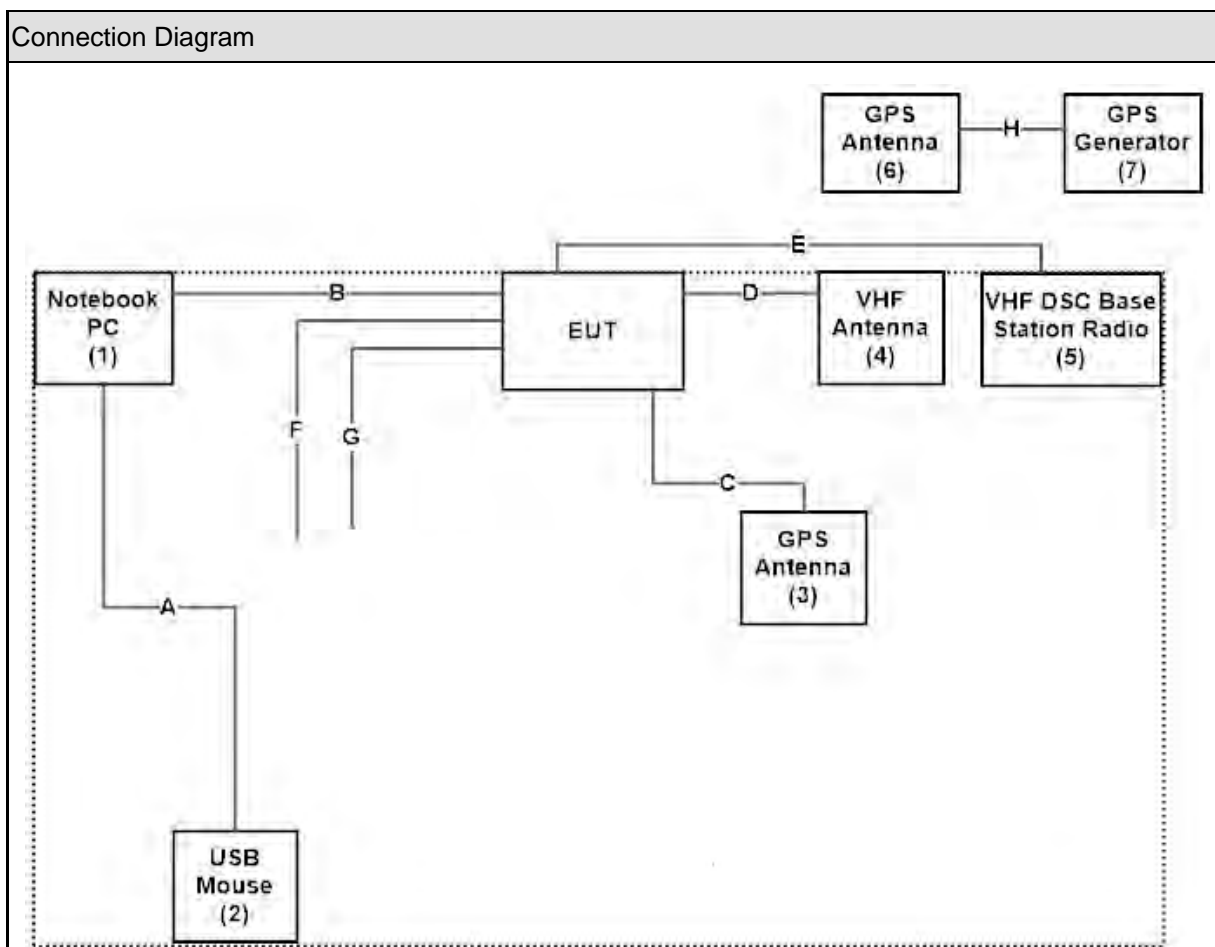 Connection Diagram
GPS
Antenna
(6)
H
GPS
Generator
(7)
E
Notebook
PC
(1)
B
EUT
D
VHF
Antenna
(4)
VHF DSC Base
Station Radio
(5)
F
G
C
GPS
Antenna
(3)
A
USB
Mouse
(2)